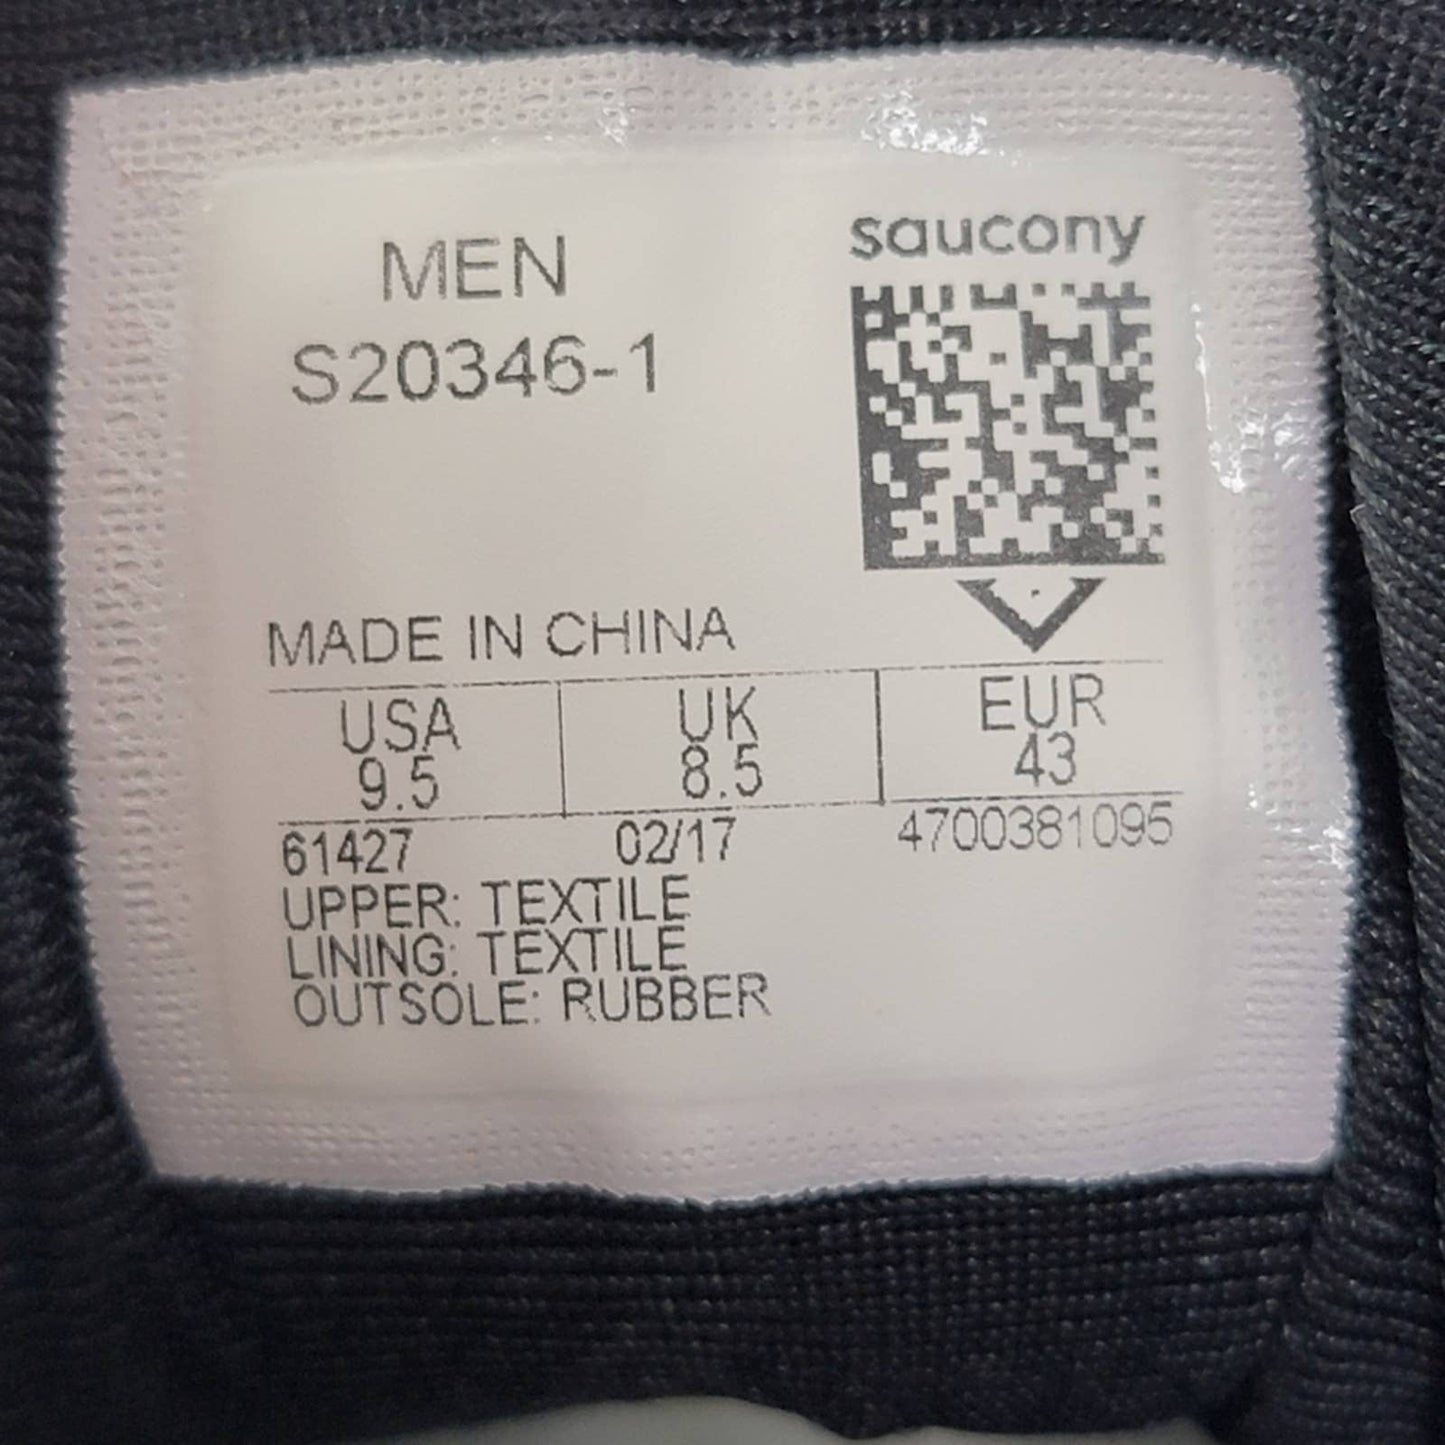 saucony
MEN
S20346-1
MADE IN CHINA
USA UK EUR
9.5 8.5 43
61427 02/17 4700381095
UPPER: TEXTILE
LINING: TEXTILE
OUTSOLE: RUBBER